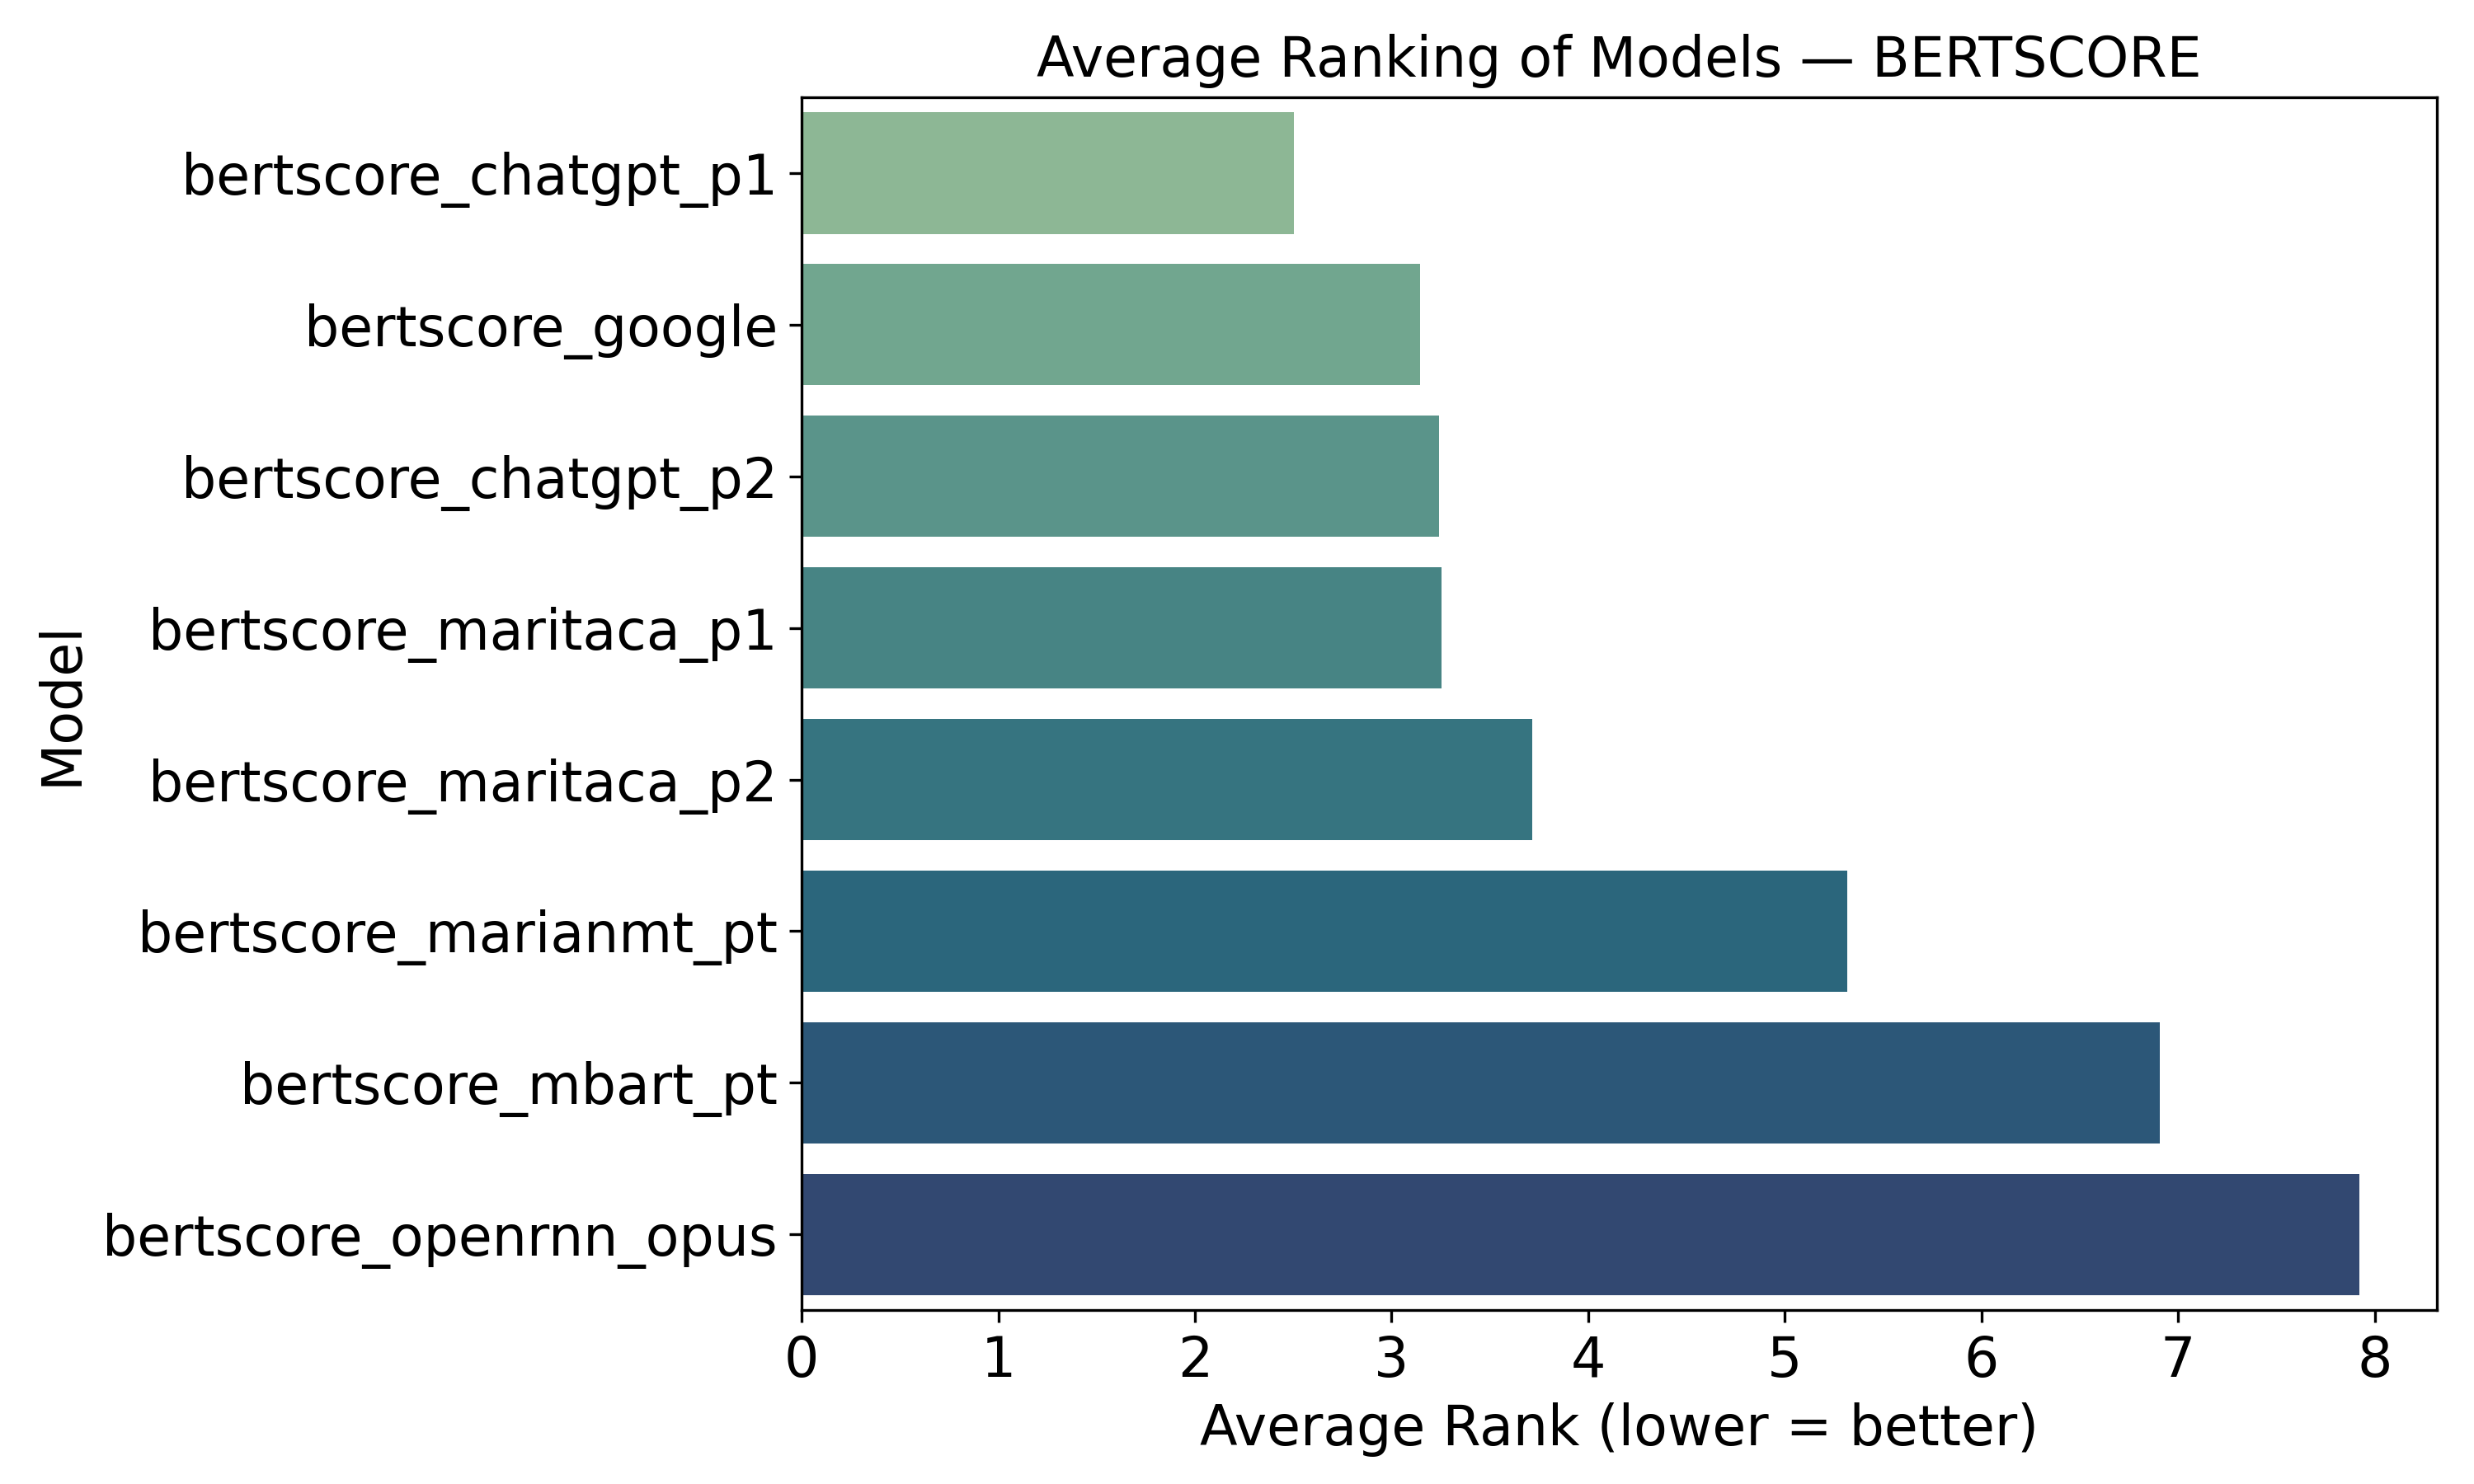 Average Ranking of Models — BERTSCORE
Model
bertscore_chatgpt_p1
bertscore_google
bertscore_chatgpt_p2
bertscore_maritaca_p1
bertscore_maritaca_p2
bertscore_marianmt_pt
bertscore_mbart_pt
bertscore_openrnn_opus
0 1 2 3 4 5 6 7 8
Average Rank (lower = better)